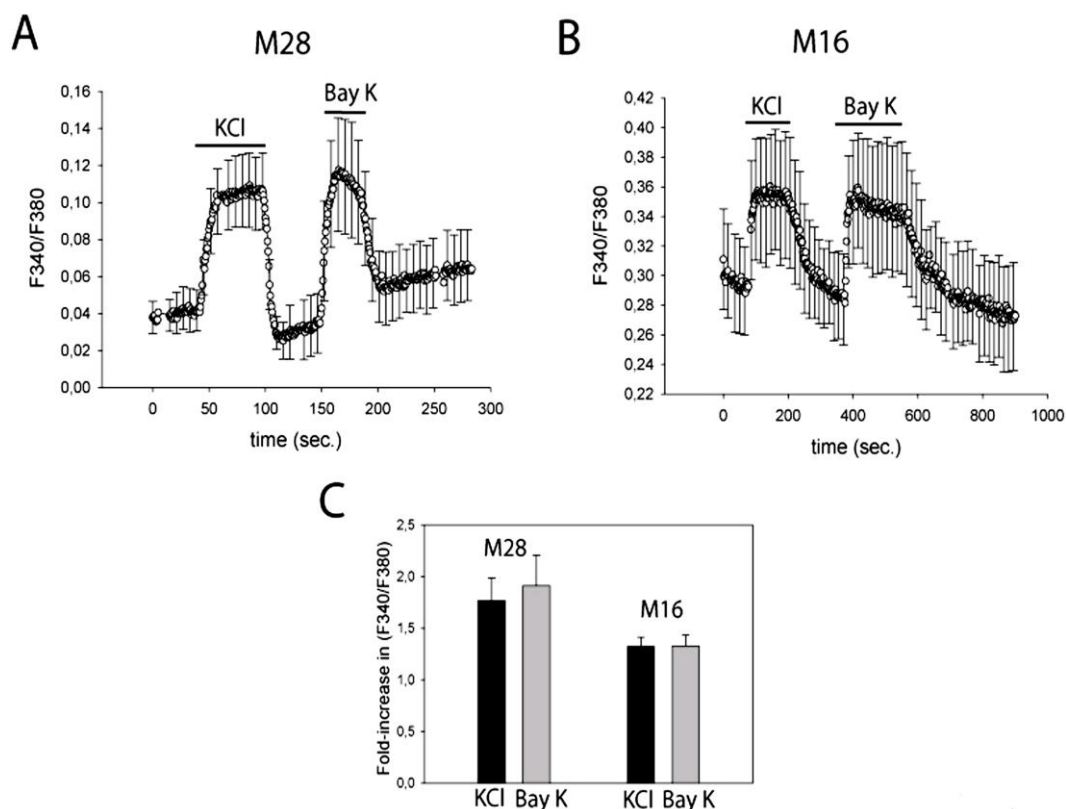 A
M28
KCl
Bay K
0,16
0,14
0,12
0,10
0,08
0,06
0,04
0,02
0,00
F340/F380
0 50 100 150 200 250 300
time (sec.)
B
M16
KCl
Bay K
0,42
0,40
0,38
0,36
0,34
0,32
0,30
0,28
0,26
0,24
0,22
F340/F380
0 200 400 600 800 1000
time (sec.)
C
M28
M16
2,5
2,0
1,5
1,0
0,5
0,0
Fold-increase in (F340/F380)
KCl Bay K KCl Bay K